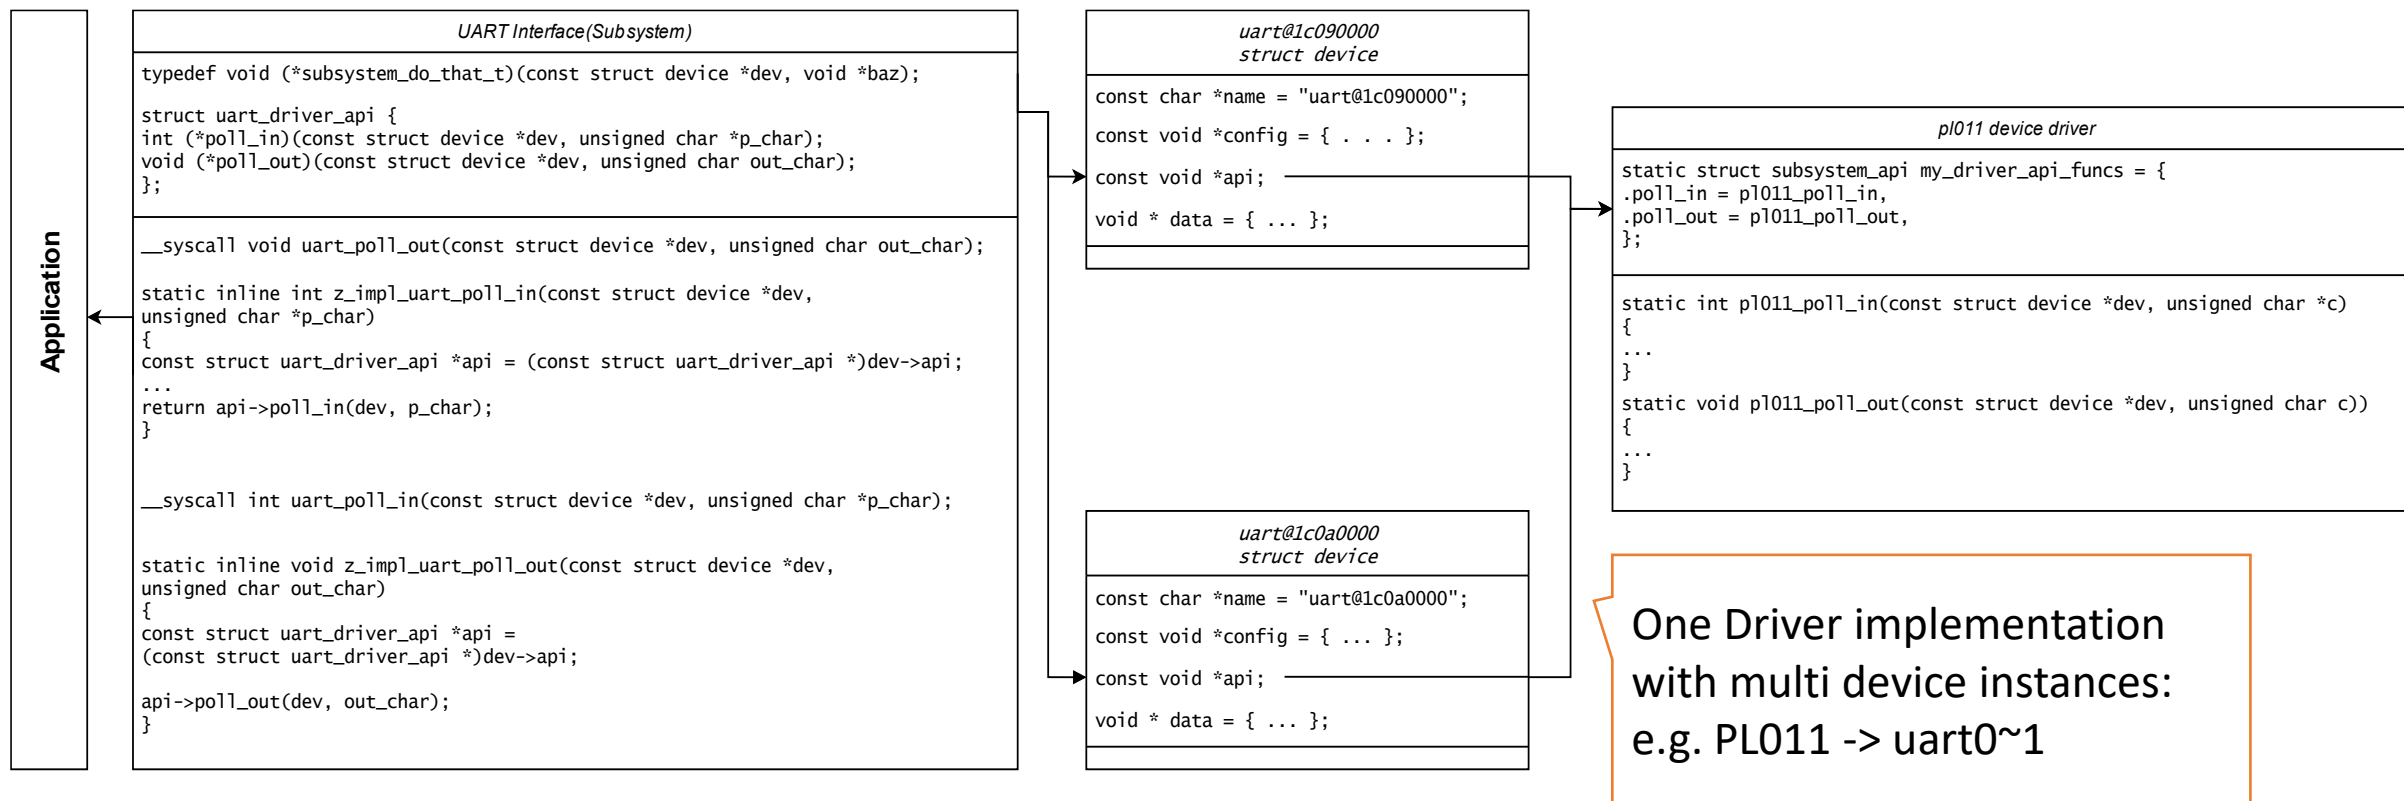 Application
UART Interface(Subsystem)
typedef void (*subsystem_do_that_t)(const struct device *dev, void *baz);
struct uart_driver_api {
int (*poll_in)(const struct device *dev, unsigned char *p_char);
void (*poll_out)(const struct device *dev, unsigned char out_char);
};
__syscall void uart_poll_out(const struct device *dev, unsigned char out_char);
static inline int z_impl_uart_poll_in(const struct device *dev,
unsigned char *p_char)
{
const struct uart_driver_api *api = (const struct uart_driver_api *)dev->api;
...
return api->poll_in(dev, p_char);
}
__syscall int uart_poll_in(const struct device *dev, unsigned char *p_char);
static inline void z_impl_uart_poll_out(const struct device *dev,
unsigned char out_char)
{
const struct uart_driver_api *api =
(const struct uart_driver_api *)dev->api;
api->poll_out(dev, out_char);
}
uart@1c090000
struct device
const char *name = "uart@1c090000";
const void *config = { . . . };
const void *api;
void * data = { ... };
uart@1c0a0000
struct device
const char *name = "uart@1c0a0000";
const void *config = { ... };
const void *api;
void * data = { ... };
pl011 device driver
static struct subsystem_api my_driver_api_funcs = {
.poll_in = pl011_poll_in,
.poll_out = pl011_poll_out,
};
static int pl011_poll_in(const struct device *dev, unsigned char *c)
{
...
}
static void pl011_poll_out(const struct device *dev, unsigned char c))
{
...
}
One Driver implementation
with multi device instances:
e.g. PL011 -> uart0~1